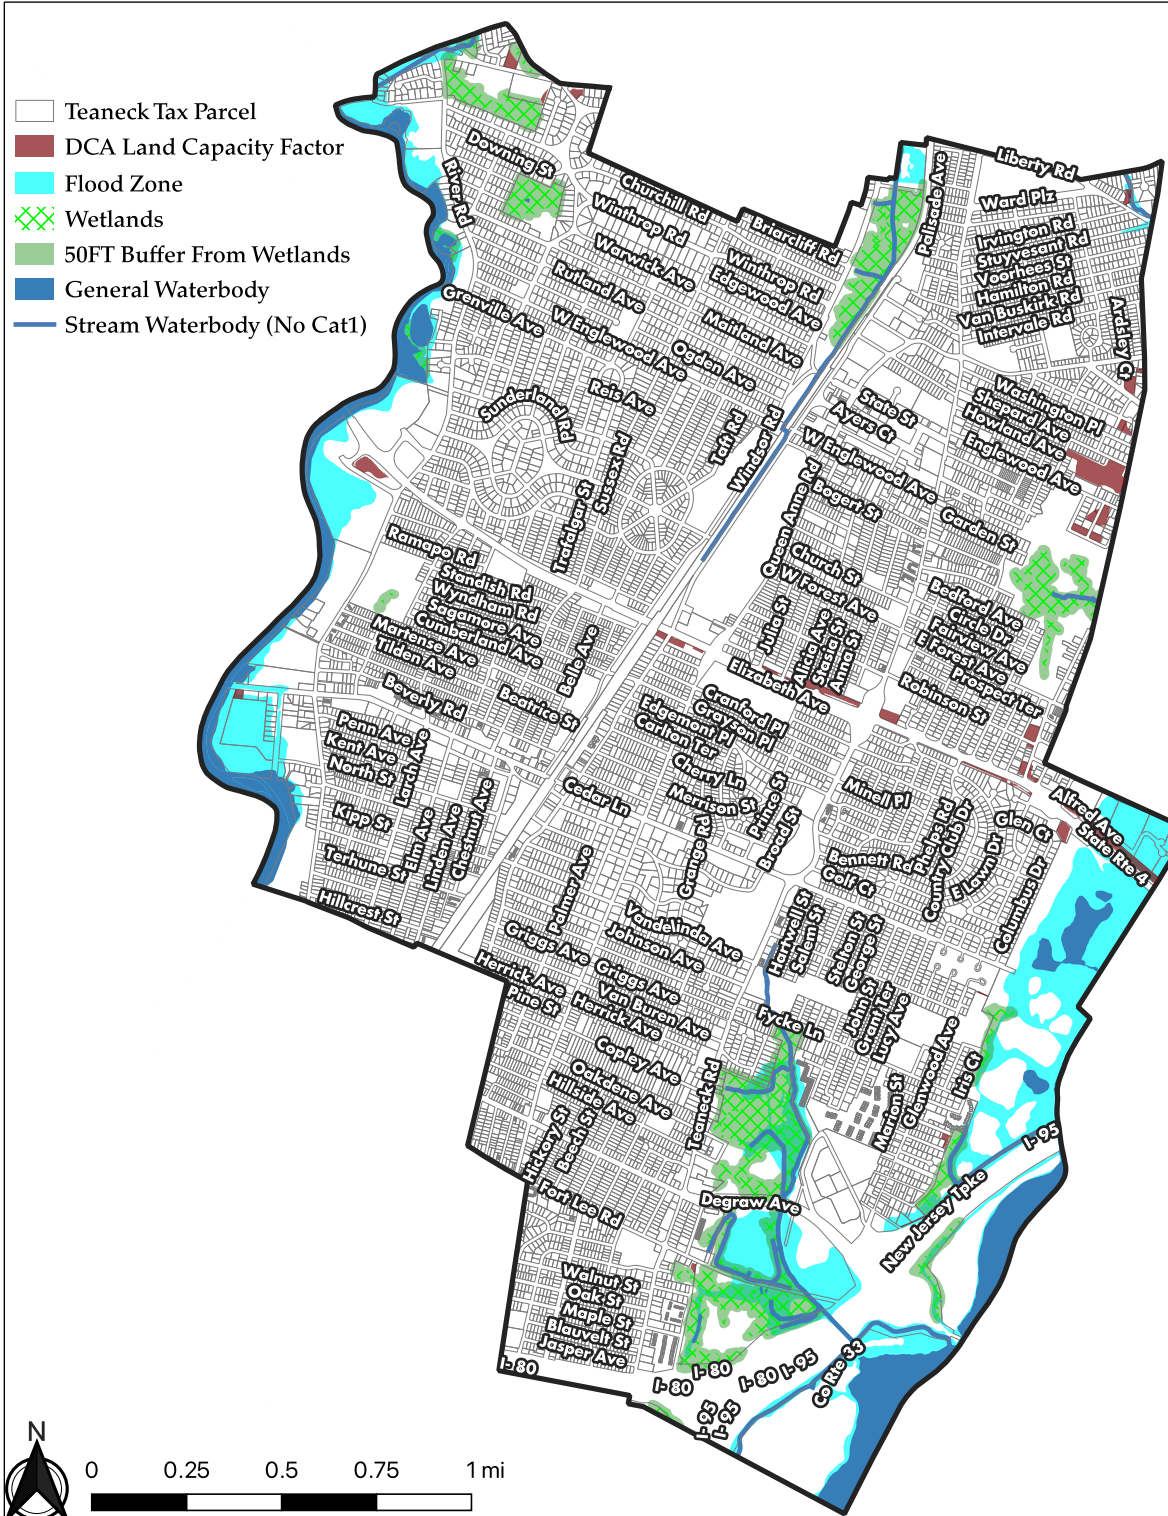 Teaneck Tax Parcel
DCA Land Capacity Factor
Flood Zone
Wetlands
50FT Buffer From Wetlands
General Waterbody
Stream Waterbody (No Cat1)
Downing St
River Rd
Churchill Rd
Winthrop Rd
Briarcliff Rd
Palisade Ave
Liberty Rd
Ward Plz
Irvington Rd
Stuyvesant Rd
Voorhees St
Hamilton Rd
Van Buskirk Rd
Intervale Rd
Ardsley Ct
Warwick Ave
Winthrop Rd
Edgewood Ave
Rutland Ave
Grenville Ave
W Englewood Ave
Maitland Ave
Ogden Ave
Reis Ave
Sunderland Rd
Sussex Rd
Trafalgar St
Taft Rd
Windsor Rd
State St
Ayers Ct
W Englewood Ave
Washington Pl
Shepard Ave
Howland Ave
Englewood Ave
Queen Anne Rd
Bogert St
Garden St
Church St
W Forest Ave
Ramapo Rd
Standish Rd
Wyndham Rd
Sagamore Ave
Cumberland Ave
Martense Ave
Tilden Ave
Belle Ave
Beverly Rd
Beatrice St
Julia St
Alicia Ave
Stasia St
Anna St
Bedford Ave
Circle Dr
Fairview Ave
E Forest Ave
Prospect Ter
Robinson St
Elizabeth Ave
Cranford Pl
Grayson Pl
Edgemont Pl
Carlton Ter
Cherry Ln
Merrison St
Prince St
Broad St
Grange Rd
Penn Ave
Kent Ave
North St
Larch Ave
Kipp St
Elm Ave
Linden Ave
Chestnut Ave
Terhune St
Hillcrest St
Cedar Ln
Palmer Ave
Minell Pl
Phelps Rd
Country Club Dr
E Lawn Dr
Glen Ct
Alfred Ave
State Rte 4
Bennett Rd
Golf Ct
Columbus Dr
Vandelinda Ave
Johnson Ave
Hartwell St
Salem St
Stelton St
George St
Griggs Ave
Herrick Ave
Pine St
Griggs Ave
Van Buren Ave
Herrick Ave
Fycke Ln
John St
Grant Ter
Lucy Ave
Copley Ave
Oakdene Ave
Hillside Ave
Teaneck Rd
Glenwood Ave
Marion St
Iris Ct
Hickory St
Beech St
Fort Lee Rd
Degraw Ave
New Jersey Tpke
I- 95
Walnut St
Oak St
Maple St
Blauvelt St
Jasper Ave
I- 80
I- 80
I- 80
I- 80
I- 95
Co Rte 33
I- 95
I- 95
N
0 0.25 0.5 0.75 1 mi